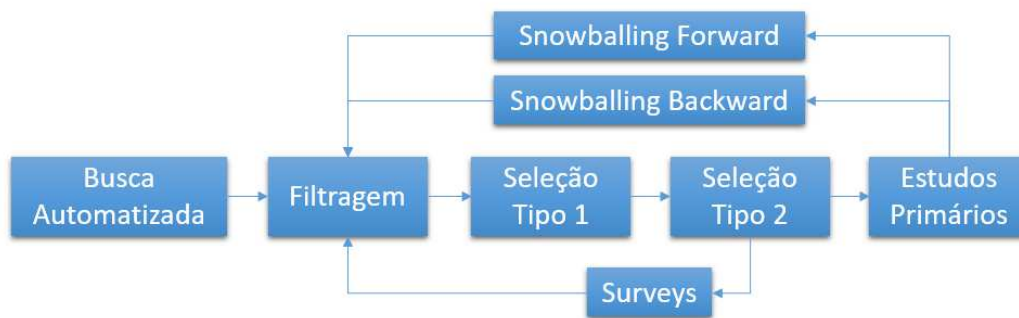 Snowballing Forward
Snowballing Backward
Busca
Automatizada
Filtragem
Seleção
Tipo 1
Seleção
Tipo 2
Estudos
Primários
Surveys